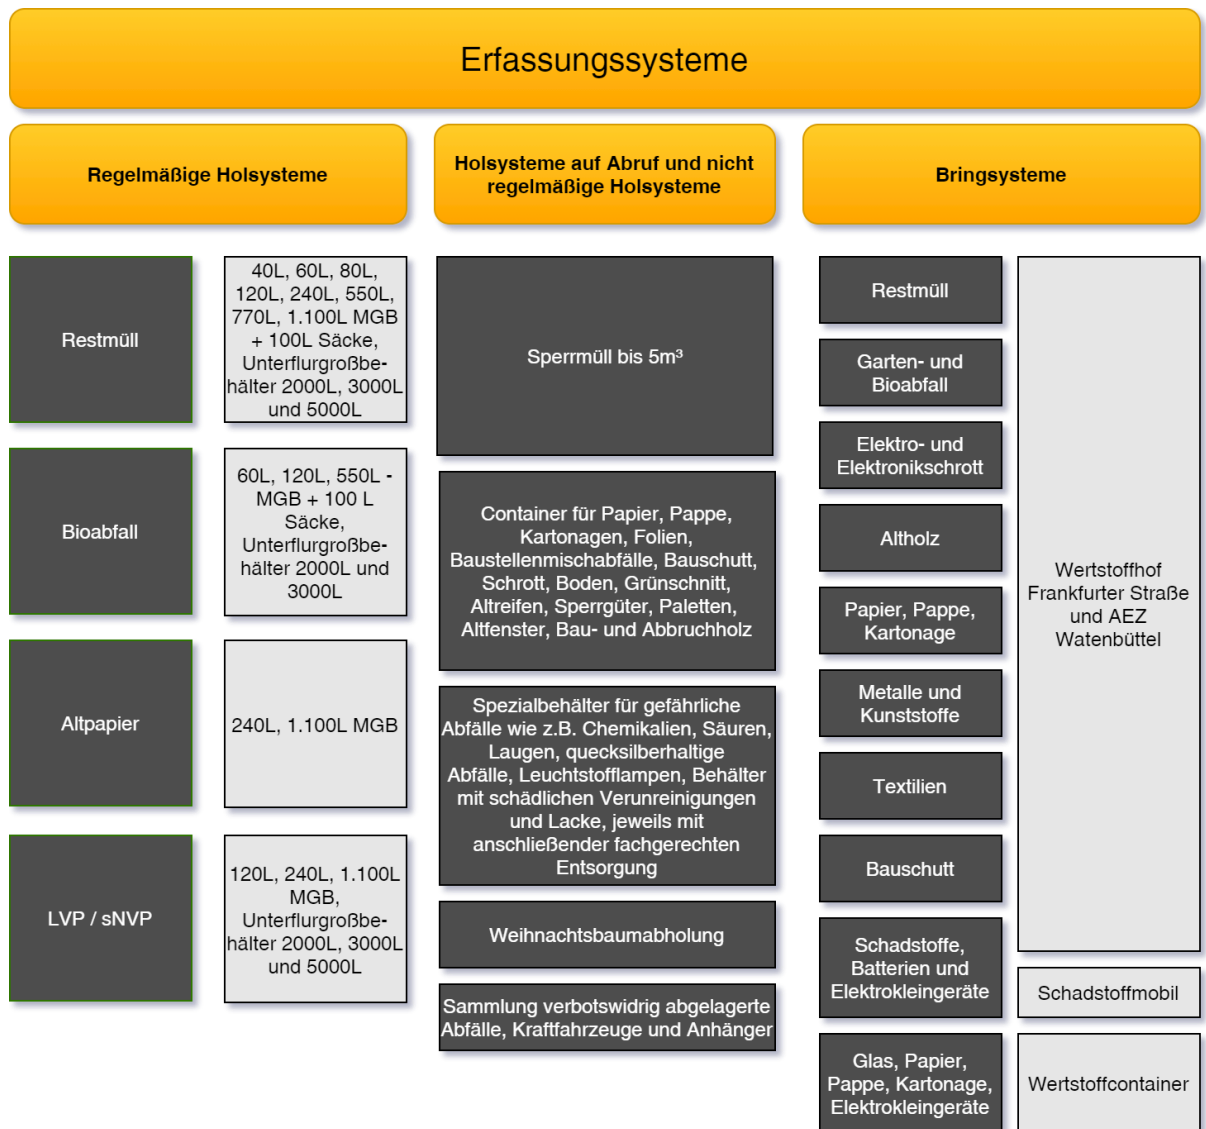 Erfassungssysteme
Regelmäßige Holsysteme
Holsysteme auf Abruf und nicht
regelmäßige Holsysteme
Bringsysteme
Restmüll
40L, 60L, 80L,
120L, 240L, 550L,
770L, 1.100L MGB
+ 100L Säcke,
Unterflurgroßbe-
hälter 2000L, 3000L
und 5000L
Bioabfall
60L, 120L, 550L -
MGB + 100 L
Säcke,
Unterflurgroßbe-
hälter 2000L und
3000L
Altpapier
240L, 1.100L MGB
LVP / sNVP
120L, 240L, 1.100L
MGB,
Unterflurgroßbe-
hälter 2000L, 3000L
und 5000L
Sperrmüll bis 5m³
Container für Papier, Pappe,
Kartonagen, Folien,
Baustellenmischabfälle, Bauschutt,
Schrott, Boden, Grünschnitt,
Altreifen, Sperrgüter, Paletten,
Altfenster, Bau- und Abbruchholz
Spezialbehälter für gefährliche
Abfälle wie z.B. Chemikalien, Säuren,
Laugen, quecksilberhaltige
Abfälle, Leuchtstofflampen, Behälter
mit schädlichen Verunreinigungen
und Lacke, jeweils mit
anschließender fachgerechten
Entsorgung
Weihnachtsbaumabholung
Sammlung verbotswidrig abgelagerte
Abfälle, Kraftfahrzeuge und Anhänger
Restmüll
Garten- und
Bioabfall
Elektro- und
Elektronikschrott
Altholz
Papier, Pappe,
Kartonage
Metalle und
Kunststoffe
Textilien
Bauschutt
Schadstoffe,
Batterien und
Elektrokleingeräte
Glas, Papier,
Pappe, Kartonage,
Elektrokleingeräte
Wertstoffhof
Frankfurter Straße
und AEZ
Watenbüttel
Schadstoffmobil
Wertstoffcontainer